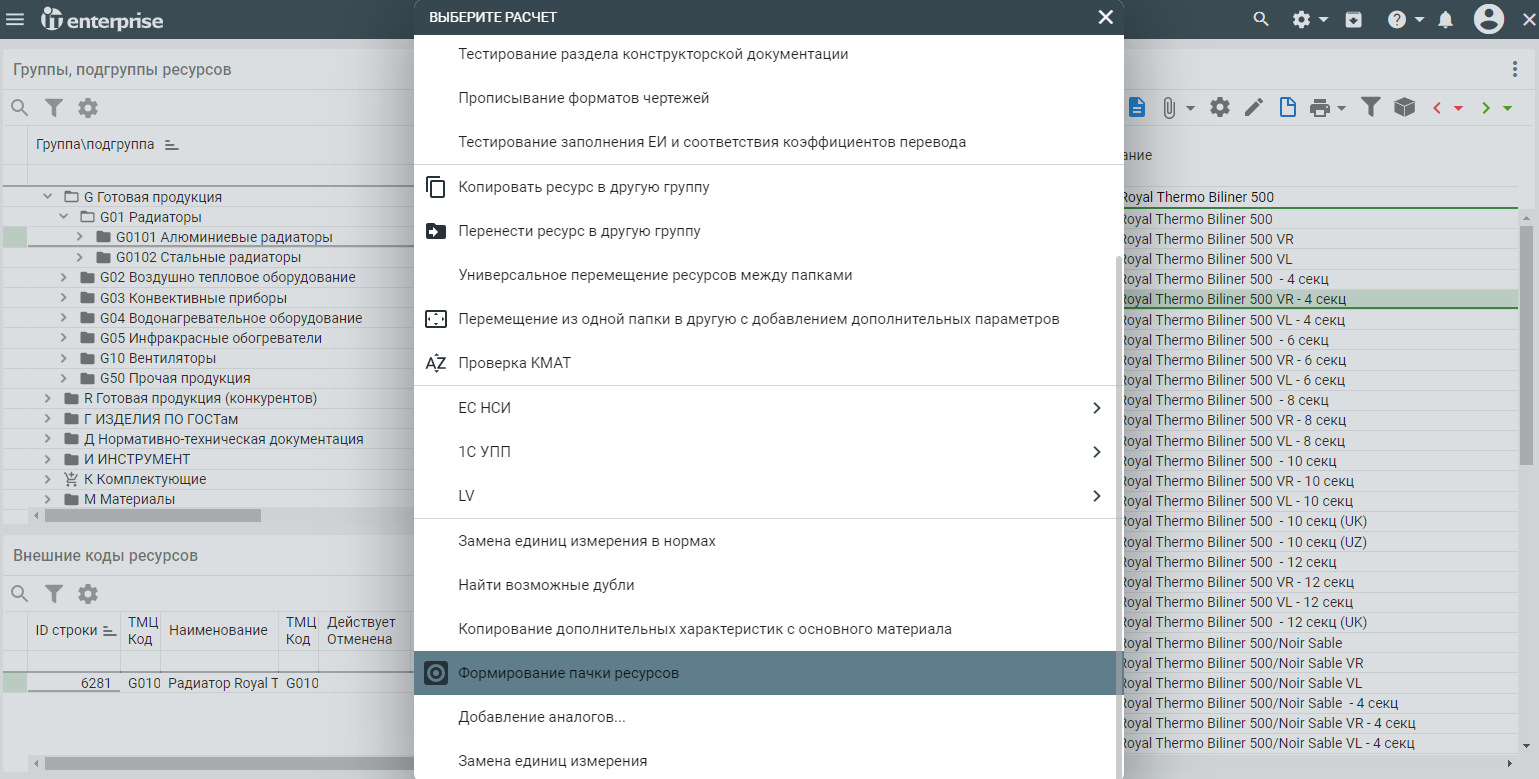 enterprise
ВЫБЕРИТЕ РАСЧЕТ
Группы, подгруппы ресурсов
Группа\подгруппа
G Готовая продукция
G01 Радиаторы
G0101 Алюминиевые радиаторы
G0102 Стальные радиаторы
G02 Воздушно тепловое оборудование
G03 Конвективные приборы
G04 Водонагревательное оборудование
G05 Инфракрасные обогреватели
G10 Вентиляторы
G50 Прочая продукция
R Готовая продукция (конкурентов)
Г ИЗДЕЛИЯ ПО ГОСТам
Д Нормативно-техническая документация
И ИНСТРУМЕНТ
К Комплектующие
М Материалы
Внешние коды ресурсов
ID строки
ТМЦ Код
Наименование
ТМЦ Код
Действует Отменена
6281 G010 Радиатор Royal T G010
Тестирование раздела конструкторской документации
Прописывание форматов чертежей
Тестирование заполнения ЕИ и соответствия коэффициентов перевода
Копировать ресурс в другую группу
Перенести ресурс в другую группу
Универсальное перемещение ресурсов между папками
Перемещение из одной папки в другую с добавлением дополнительных параметров
Проверка КМАТ
ЕС НСИ
1С УПП
LV
Замена единиц измерения в нормах
Найти возможные дубли
Копирование дополнительных характеристик с основного материала
Формирование пачки ресурсов
Добавление аналогов...
Замена единиц измерения
ание
Royal Thermo Biliner 500
Royal Thermo Biliner 500
Royal Thermo Biliner 500 VR
Royal Thermo Biliner 500 VL
Royal Thermo Biliner 500 - 4 секц
Royal Thermo Biliner 500 VR - 4 секц
Royal Thermo Biliner 500 VL - 4 секц
Royal Thermo Biliner 500 - 6 секц
Royal Thermo Biliner 500 VR - 6 секц
Royal Thermo Biliner 500 VL - 6 секц
Royal Thermo Biliner 500 - 8 секц
Royal Thermo Biliner 500 VR - 8 секц
Royal Thermo Biliner 500 VL - 8 секц
Royal Thermo Biliner 500 - 10 секц
Royal Thermo Biliner 500 VR - 10 секц
Royal Thermo Biliner 500 VL - 10 секц
Royal Thermo Biliner 500 - 10 секц (UK)
Royal Thermo Biliner 500 - 10 секц (UZ)
Royal Thermo Biliner 500 - 12 секц
Royal Thermo Biliner 500 VR - 12 секц
Royal Thermo Biliner 500 VL - 12 секц
Royal Thermo Biliner 500 - 12 секц (UK)
Royal Thermo Biliner 500/Noir Sable
Royal Thermo Biliner 500/Noir Sable VR
Royal Thermo Biliner 500/Noir Sable VL
Royal Thermo Biliner 500/Noir Sable - 4 секц
Royal Thermo Biliner 500/Noir Sable VR - 4 секц
Royal Thermo Biliner 500/Noir Sable VL - 4 секц